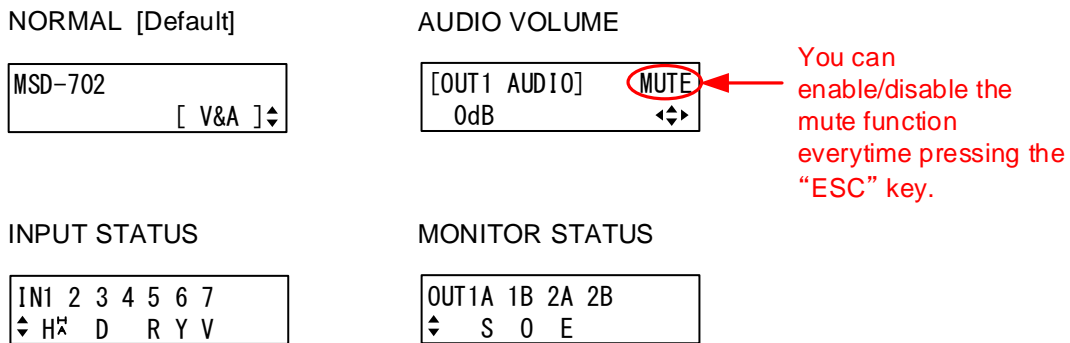 NORMAL [Default]
MSD-702
[ V&A ]
AUDIO VOLUME
[OUT1 AUDIO] MUTE
0dB
You can
enable/disable the
mute function
everytime pressing the
“ESC” key.
INPUT STATUS
IN1 2 3 4 5 6 7
H H A D R Y V
MONITOR STATUS
OUT1A 1B 2A 2B
S O E